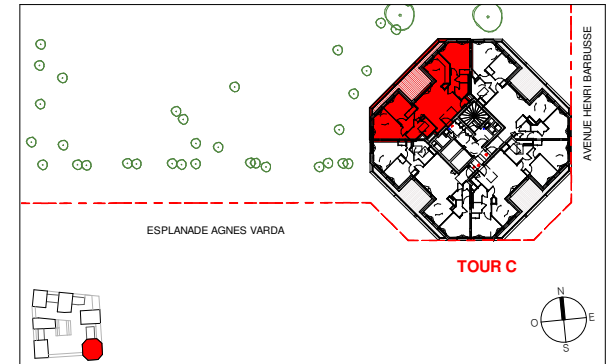 AVENUE HENRI BARBUSSE
ESPLANADE AGNES VARDA
TOUR C
N
O
E
S